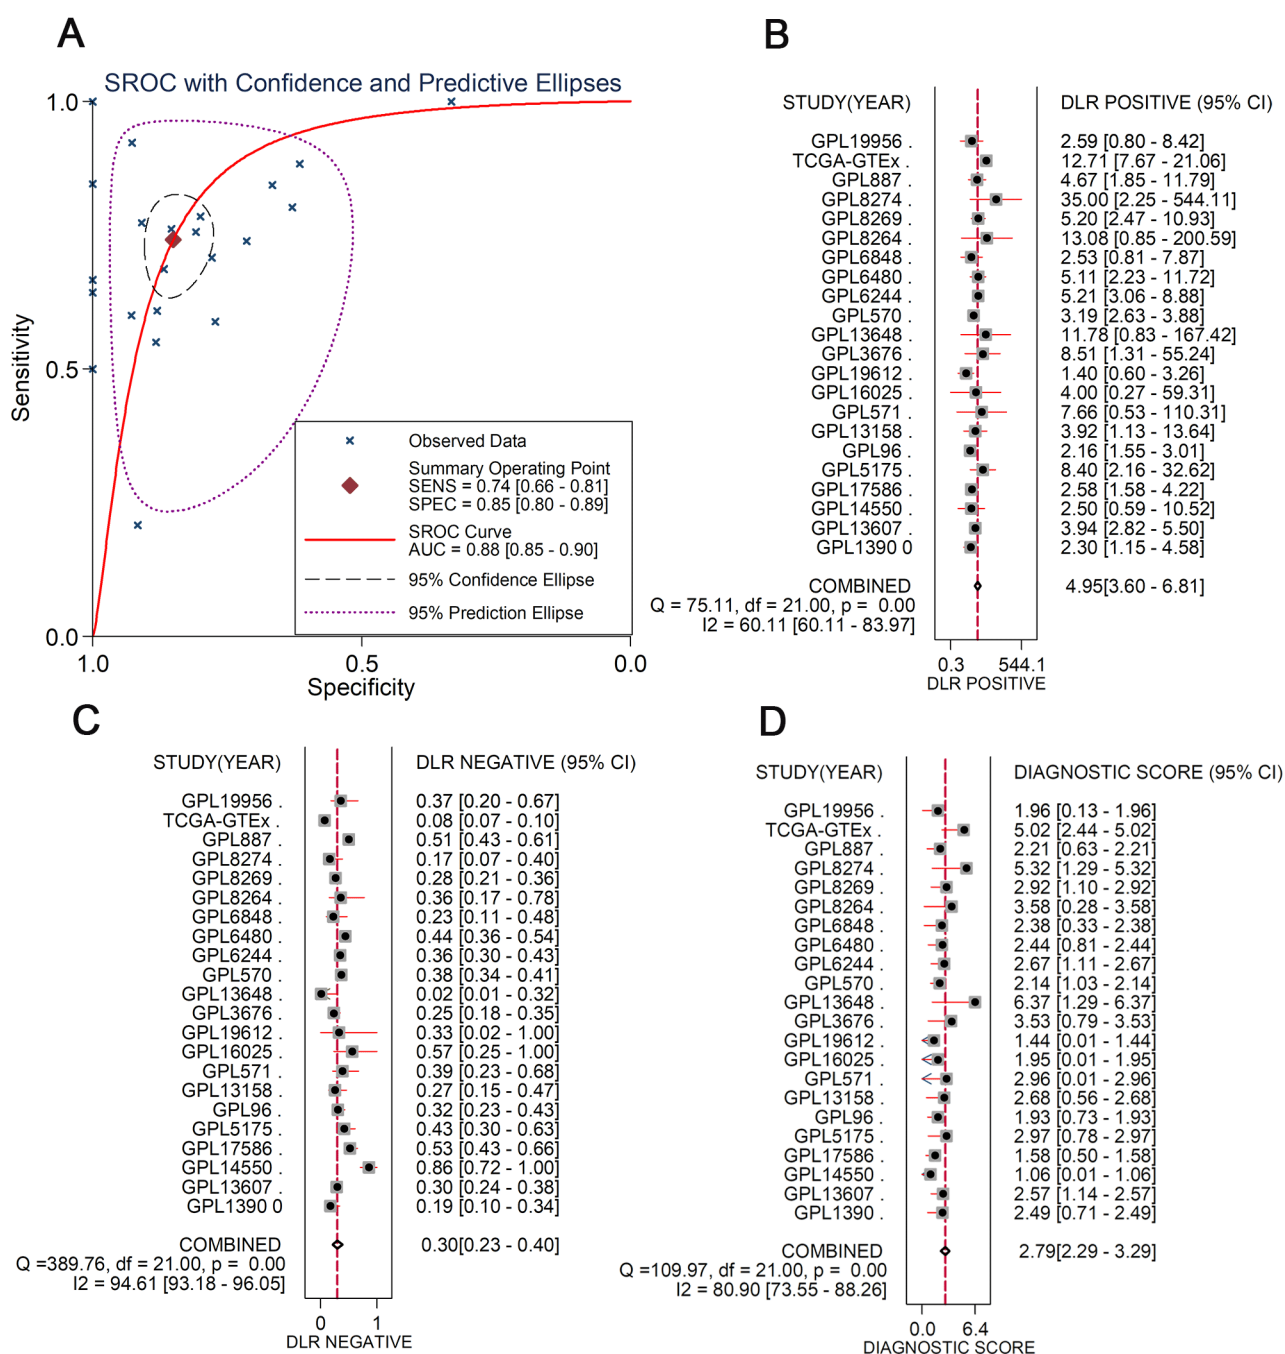 A
SROC with Confidence and Predictive Ellipses
1.0
0.5
0.0
Sensitivity
1.0
0.5
0.0
Specificity
Observed Data
Summary Operating Point
SENS = 0.74 [0.66 - 0.81]
SPEC = 0.85 [0.80 - 0.89]
SROC Curve
AUC = 0.88 [0.85 - 0.90]
95% Confidence Ellipse
95% Prediction Ellipse
B
STUDY(YEAR) DLR POSITIVE (95% CI)
GPL19956 . 2.59 [0.80 - 8.42]
TCGA-GTEx . 12.71 [7.67 - 21.06]
GPL887 . 4.67 [1.85 - 11.79]
GPL8274 . 35.00 [2.25 - 544.11]
GPL8269 . 5.20 [2.47 - 10.93]
GPL8264 . 13.08 [0.85 - 200.59]
GPL6848 . 2.53 [0.81 - 7.87]
GPL6480 . 5.11 [2.23 - 11.72]
GPL6244 . 5.21 [3.06 - 8.88]
GPL570 . 3.19 [2.63 - 3.88]
GPL13648 . 11.78 [0.83 - 167.42]
GPL3676 . 8.51 [1.31 - 55.24]
GPL19612 . 1.40 [0.60 - 3.26]
GPL16025 . 4.00 [0.27 - 59.31]
GPL571 . 7.66 [0.53 - 110.31]
GPL13158 . 3.92 [1.13 - 13.64]
GPL96 . 2.16 [1.55 - 3.01]
GPL5175 . 8.40 [2.16 - 32.62]
GPL17586 . 2.58 [1.58 - 4.22]
GPL14550 . 2.50 [0.59 - 10.52]
GPL13607 . 3.94 [2.82 - 5.50]
GPL1390 0 2.30 [1.15 - 4.58]
COMBINED 4.95[3.60 - 6.81]
Q = 75.11, df = 21.00, p = 0.00
I2 = 60.11 [60.11 - 83.97]
0.3 544.1
DLR POSITIVE
C
STUDY(YEAR) DLR NEGATIVE (95% CI)
GPL19956 . 0.37 [0.20 - 0.67]
TCGA-GTEx . 0.08 [0.07 - 0.10]
GPL887 . 0.51 [0.43 - 0.61]
GPL8274 . 0.17 [0.07 - 0.40]
GPL8269 . 0.28 [0.21 - 0.36]
GPL8264 . 0.36 [0.17 - 0.78]
GPL6848 . 0.23 [0.11 - 0.48]
GPL6480 . 0.44 [0.36 - 0.54]
GPL6244 . 0.36 [0.30 - 0.43]
GPL570 . 0.38 [0.34 - 0.41]
GPL13648 . 0.02 [0.01 - 0.32]
GPL3676 . 0.25 [0.18 - 0.35]
GPL19612 . 0.33 [0.02 - 1.00]
GPL16025 . 0.57 [0.25 - 1.00]
GPL571 . 0.39 [0.23 - 0.68]
GPL13158 . 0.27 [0.15 - 0.47]
GPL96 . 0.32 [0.23 - 0.43]
GPL5175 . 0.43 [0.30 - 0.63]
GPL17586 . 0.53 [0.43 - 0.66]
GPL14550 . 0.86 [0.72 - 1.00]
GPL13607 . 0.30 [0.24 - 0.38]
GPL1390 0 0.19 [0.10 - 0.34]
COMBINED 0.30[0.23 - 0.40]
Q =389.76, df = 21.00, p = 0.00
I2 = 94.61 [93.18 - 96.05]
0 1
DLR NEGATIVE
D
STUDY(YEAR) DIAGNOSTIC SCORE (95% CI)
GPL19956 . 1.96 [0.13 - 1.96]
TCGA-GTEx . 5.02 [2.44 - 5.02]
GPL887 . 2.21 [0.63 - 2.21]
GPL8274 . 5.32 [1.29 - 5.32]
GPL8269 . 2.92 [1.10 - 2.92]
GPL8264 . 3.58 [0.28 - 3.58]
GPL6848 . 2.38 [0.33 - 2.38]
GPL6480 . 2.44 [0.81 - 2.44]
GPL6244 . 2.67 [1.11 - 2.67]
GPL570 . 2.14 [1.03 - 2.14]
GPL13648 . 6.37 [1.29 - 6.37]
GPL3676 . 3.53 [0.79 - 3.53]
GPL19612 . 1.44 [0.01 - 1.44]
GPL16025 . 1.95 [0.01 - 1.95]
GPL571 . 2.96 [0.01 - 2.96]
GPL13158 . 2.68 [0.56 - 2.68]
GPL96 . 1.93 [0.73 - 1.93]
GPL5175 . 2.97 [0.78 - 2.97]
GPL17586 . 1.58 [0.50 - 1.58]
GPL14550 . 1.06 [0.01 - 1.06]
GPL13607 . 2.57 [1.14 - 2.57]
GPL1390 . 2.49 [0.71 - 2.49]
COMBINED 2.79[2.29 - 3.29]
Q =109.97, df = 21.00, p = 0.00
I2 = 80.90 [73.55 - 88.26]
0.0 6.4
DIAGNOSTIC SCORE